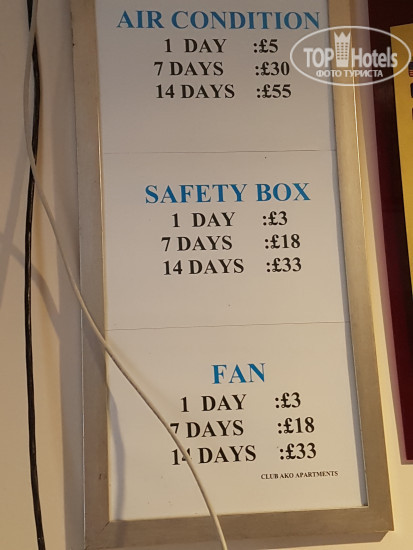 AIR CONDITION
1 DAY :£5
7 DAYS :£30
14 DAYS :£55
SAFETY BOX
1 DAY :£3
7 DAYS :£18
14 DAYS :£33
FAN
1 DAY :£3
7 DAYS :£18
14 DAYS :£33
CLUB AKO APARTMENTS
TOP Hotels
ФОТО ТУРИСТА